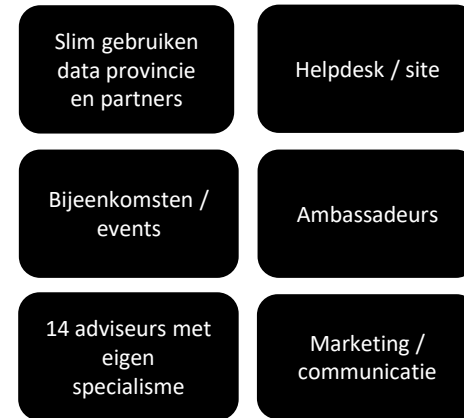 Slim gebruiken
data provincie
en partners
Helpdesk / site
Bijeenkomsten /
events
Ambassadeurs
14 adviseurs met
eigen
specialisme
Marketing /
communicatie